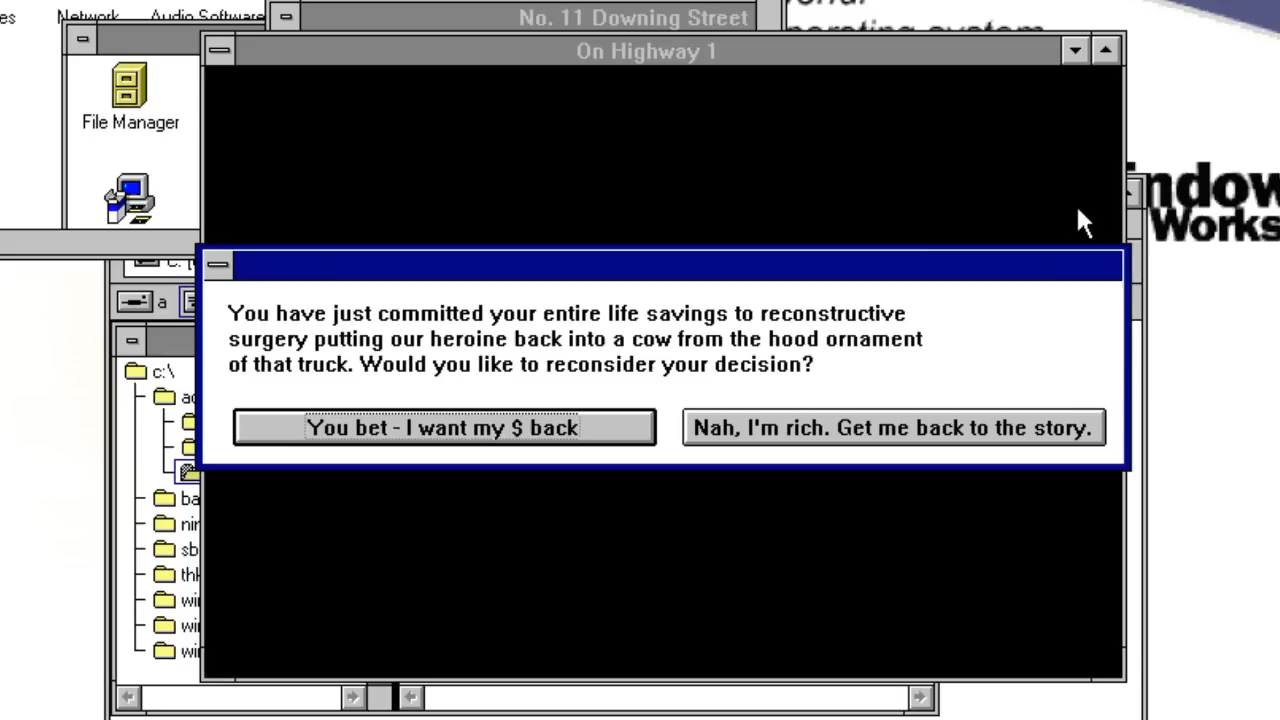 Network Audio Software
No. 11 Downing Street
On Highway 1
operating system
File Manager
Works
a
You have just committed your entire life savings to reconstructive
surgery putting our heroine back into a cow from the hood ornament
of that truck. Would you like to reconsider your decision?
You bet - I want my $ back
Nah, I'm rich. Get me back to the story.
c:\